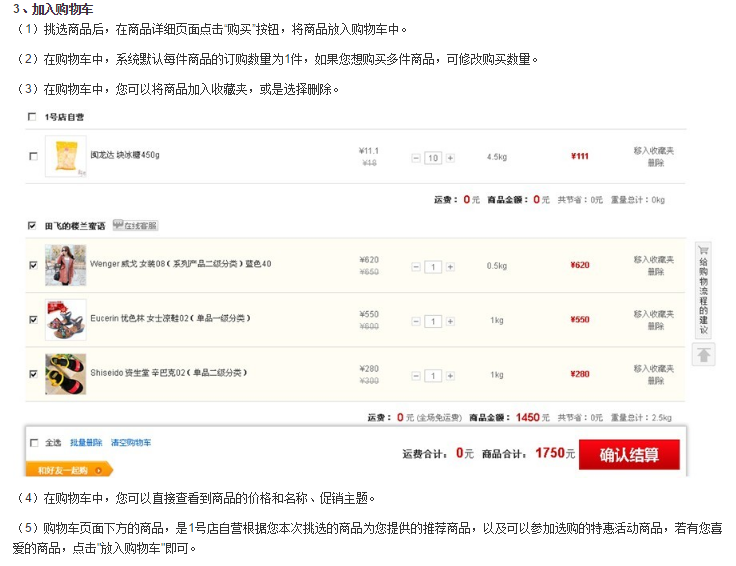 3、加入购物车
（1）挑选商品后，在商品详细页面点击“购买”按钮，将商品放入购物车中。
（2）在购物车中，系统默认每件商品的订购数量为1件，如果您想购买多件商品，可修改购买数量。
（3）在购物车中，您可以将商品加入收藏夹，或是选择删除。
1号店自营
闽龙达 块冰糖450g ¥11.1 － 10 ＋ 4.5kg ¥111 移入收藏夹
¥18 删除
运费：0元 商品金额：0元 共节省：0元 重量总计：0kg
田飞的楼兰蜜语 在线客服
Wenger 威戈 女装08（系列产品二级分类）蓝色40 ¥620 － 1 ＋ 0.5kg ¥620 移入收藏夹
¥650 删除
Eucerin 优色林 女士凉鞋02（单品一级分类） ¥550 － 1 ＋ 1kg ¥550 移入收藏夹
¥600 删除
Shiseido 资生堂 辛巴克02（单品二级分类） ¥280 － 1 ＋ 1kg ¥280 移入收藏夹
¥300 删除
给购物流程的建议
运费：0元 (全场免运费) 商品金额：1450元 共节省：0元 重量总计：2.5kg
全选 批量删除 清空购物车
运费合计：0元 商品合计：1750元 确认结算
和好友一起购
（4）在购物车中，您可以直接查看到商品的价格和名称、促销主题。
（5）购物车页面下方的商品，是1号店自营根据您本次挑选的商品为您提供的推荐商品，以及可以参加选购的特惠活动商品，若有您喜
爱的商品，点击“放入购物车”即可。